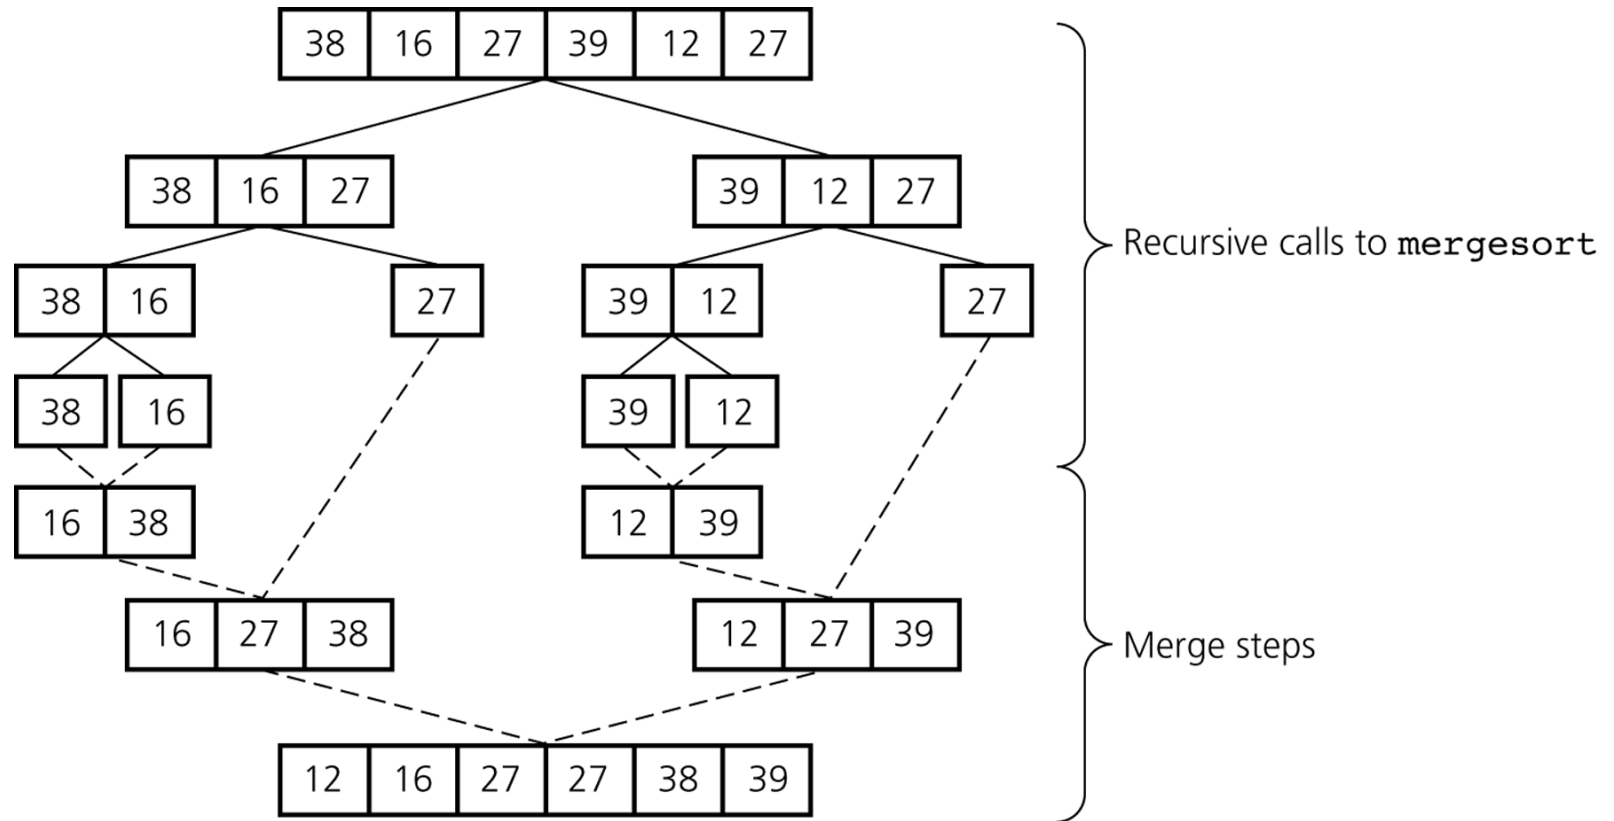 38 16 27 39 12 27
38 16 27 39 12 27
38 16 27 39 12 27
Recursive calls to mergesort
38 16 39 12
16 38 12 39
16 27 38 12 27 39
Merge steps
12 16 27 27 38 39